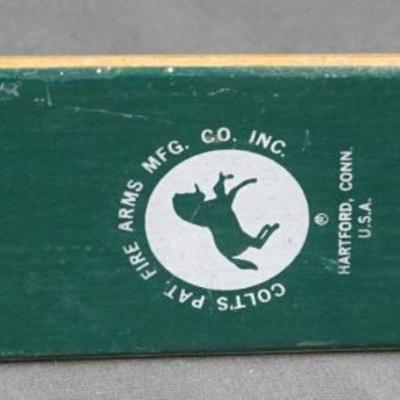 COLT'S PAT. FIRE ARMS MFG. CO. INC.
®
HARTFORD, CONN.
U.S.A.